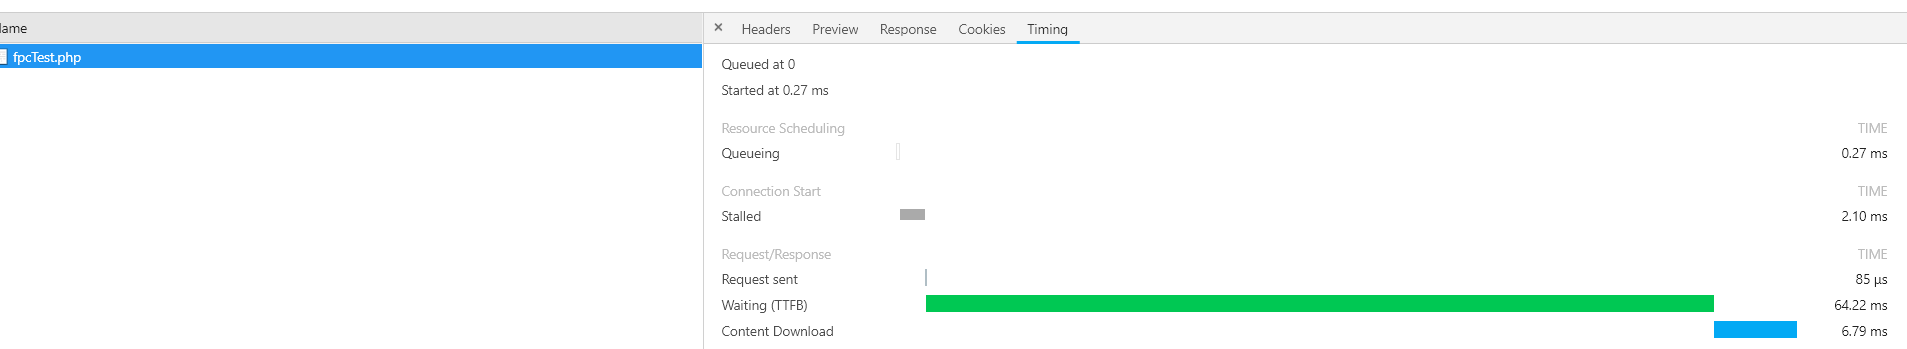 Name
× Headers Preview Response Cookies Timing
fpcTest.php
Queued at 0
Started at 0.27 ms
Resource Scheduling TIME
Queueing 0.27 ms
Connection Start TIME
Stalled 2.10 ms
Request/Response TIME
Request sent 85 µs
Waiting (TTFB) 64.22 ms
Content Download 6.79 ms